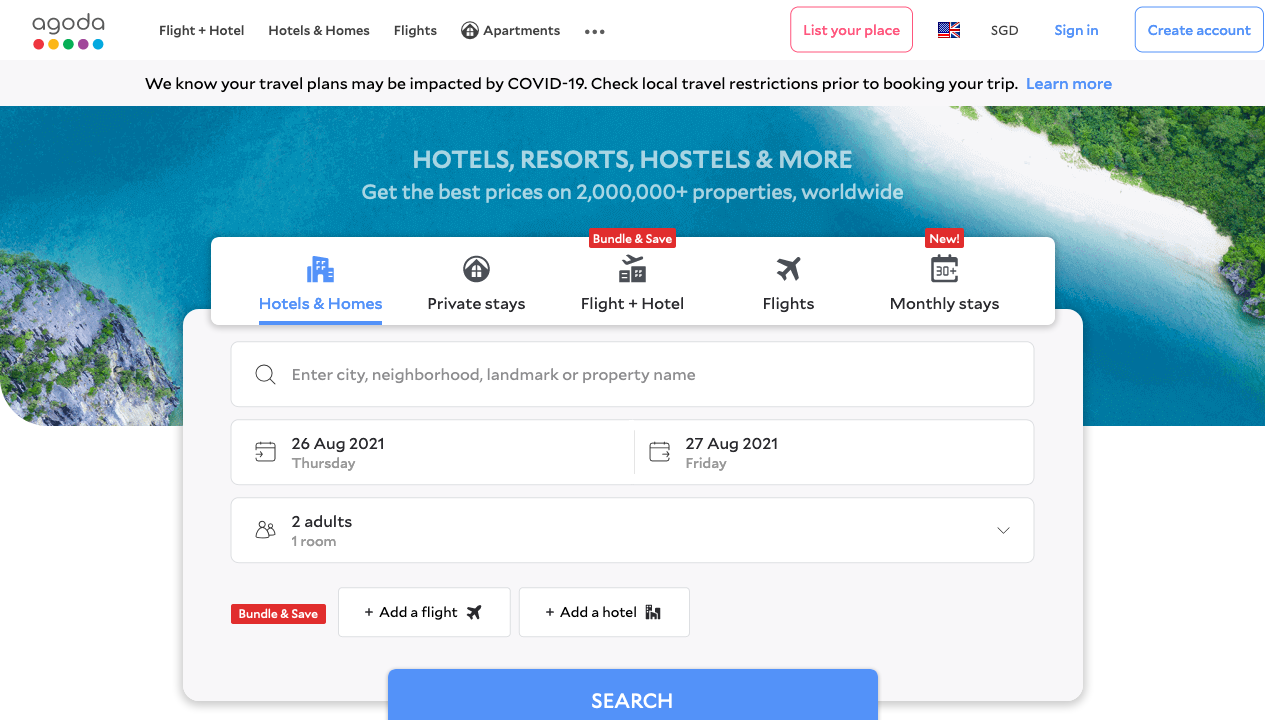 agoda
Flight + Hotel
Hotels & Homes
Flights
Apartments
List your place
SGD
Sign in
Create account
We know your travel plans may be impacted by COVID-19. Check local travel restrictions prior to booking your trip. Learn more
HOTELS, RESORTS, HOSTELS & MORE
Get the best prices on 2,000,000+ properties, worldwide
Bundle & Save
New!
30+
Hotels & Homes
Private stays
Flight + Hotel
Flights
Monthly stays
Enter city, neighborhood, landmark or property name
26 Aug 2021
Thursday
27 Aug 2021
Friday
2 adults
1 room
Bundle & Save
+ Add a flight
+ Add a hotel
SEARCH